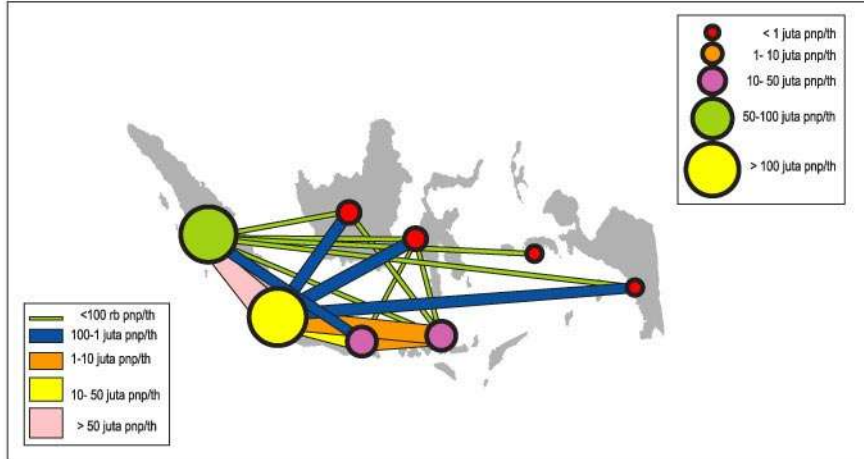 < 1 juta pnp/th
1- 10 juta pnp/th
10- 50 juta pnp/th
50-100 juta pnp/th
> 100 juta pnp/th
<100 rb pnp/th
100-1 juta pnp/th
1-10 juta pnp/th
10- 50 juta pnp/th
> 50 juta pnp/th